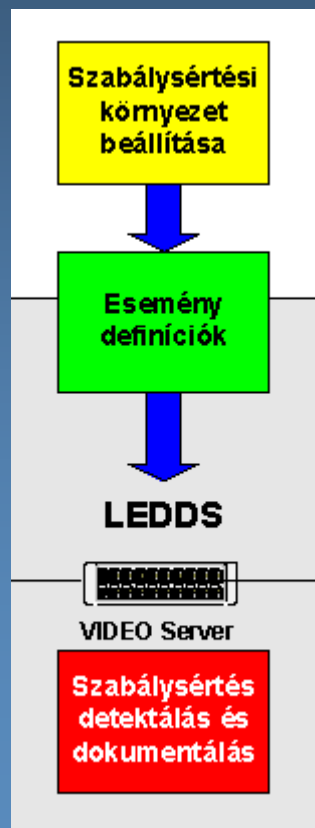 Szabálysértési
környezet
beállítása
Esemény
definíciók
LEDDS
VIDEO Server
Szabálysértés
detektálás és
dokumentálás